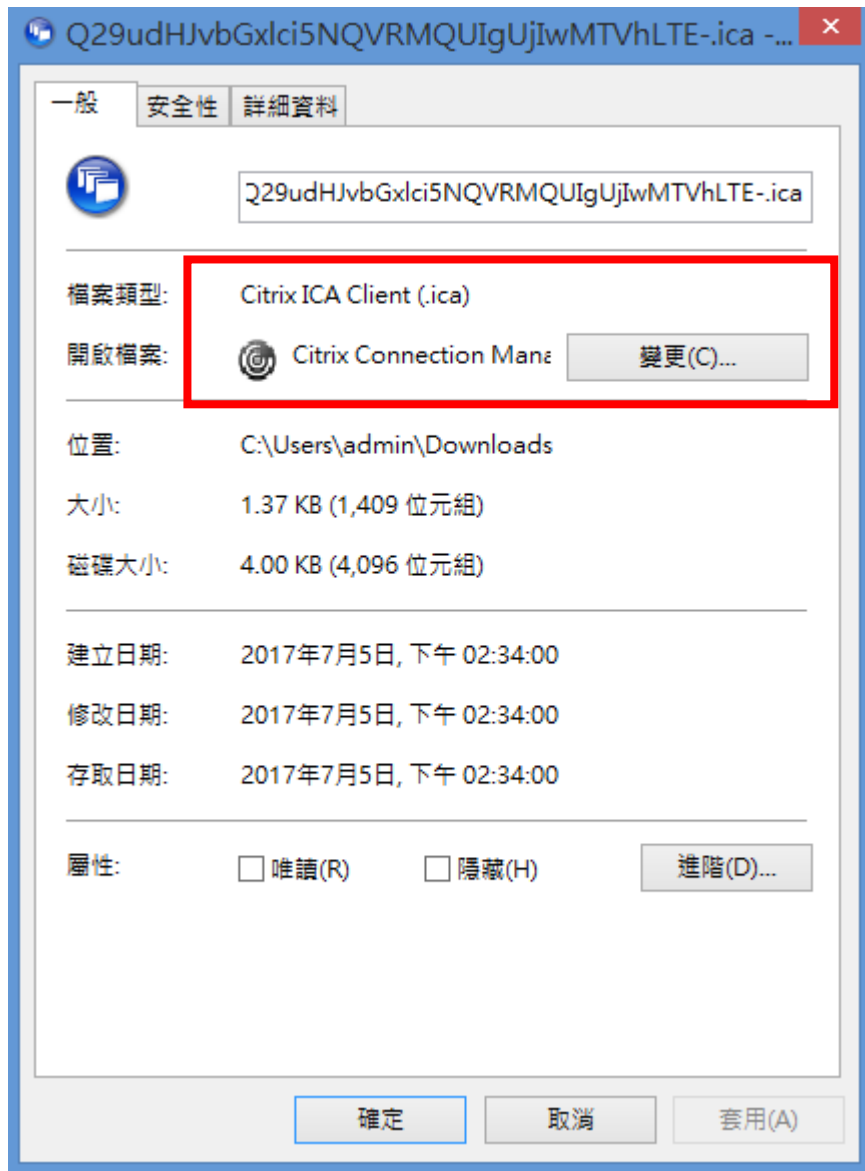 Q29udHJvbGxlci5NQVRMQUIgUjIwMTVhLTE-.ica -...
一般 安全性 詳細資料
Q29udHJvbGxlci5NQVRMQUIgUjIwMTVhLTE-.ica
檔案類型: Citrix ICA Client (.ica)
開啟檔案: Citrix Connection Mana 變更(C)...
位置: C:\Users\admin\Downloads
大小: 1.37 KB (1,409 位元組)
磁碟大小: 4.00 KB (4,096 位元組)
建立日期: 2017年7月5日, 下午 02:34:00
修改日期: 2017年7月5日, 下午 02:34:00
存取日期: 2017年7月5日, 下午 02:34:00
屬性: 唯讀(R) 隱藏(H) 進階(D)...
確定 取消 套用(A)